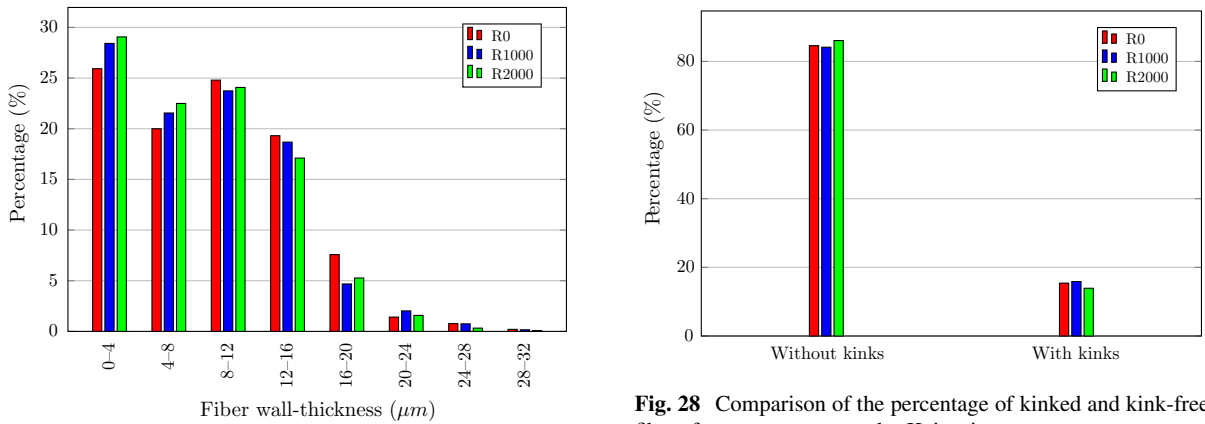 30
25
20
15
10
5
0
Percentage (%)
R0
R1000
R2000
0–4
4–8
8–12
12–16
16–20
20–24
24–28
28–32
Fiber wall-thickness (μm)
80
60
40
20
0
Percentage (%)
R0
R1000
R2000
Without kinks
With kinks
Fig. 28 Comparison of the percentage of kinked and kink-free